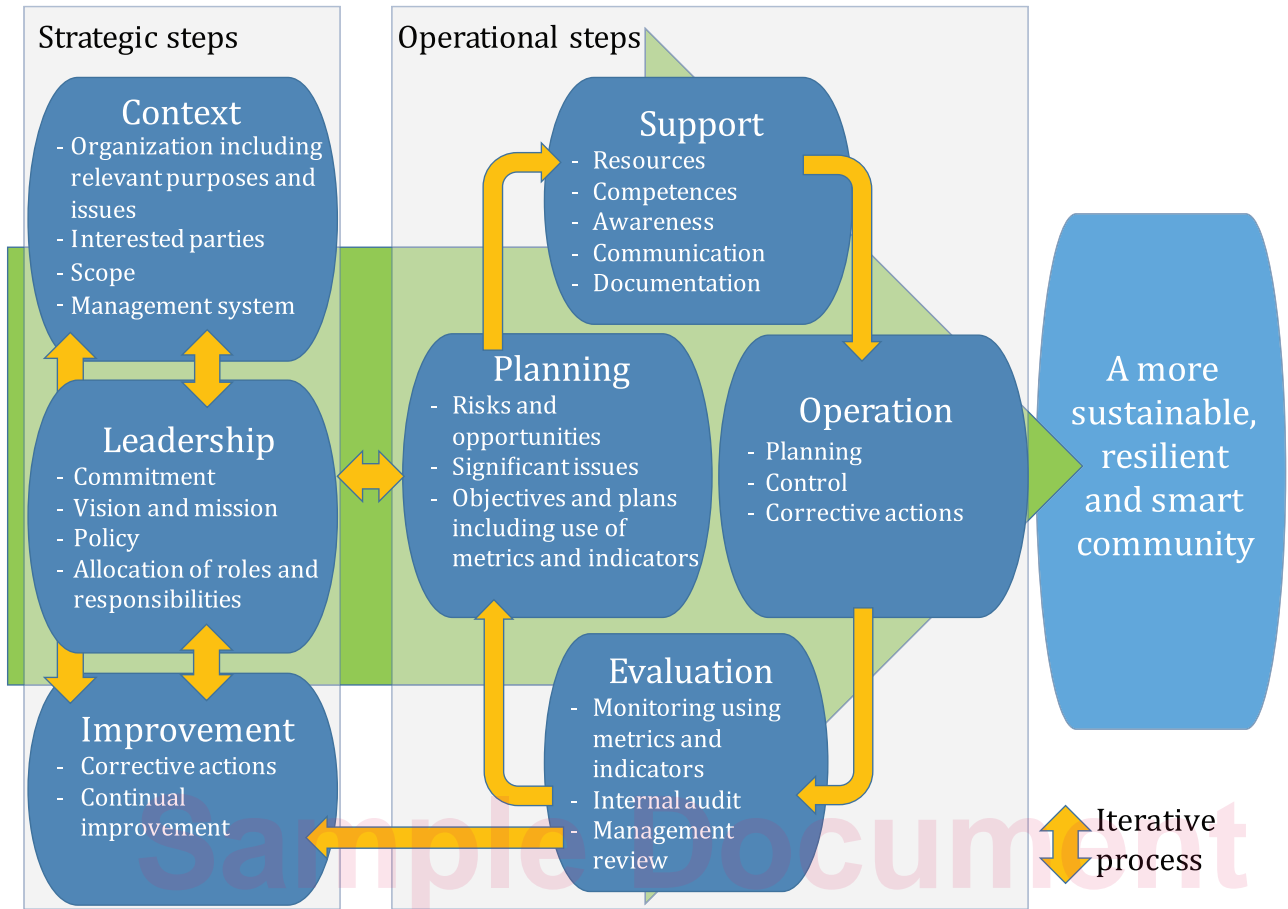 Strategic steps
Context
- Organization including
relevant purposes and
issues
- Interested parties
- Scope
- Management system
Leadership
- Commitment
- Vision and mission
- Policy
- Allocation of roles and
responsibilities
Improvement
- Corrective actions
- Continual
improvement
Operational steps
Support
- Resources
- Competences
- Awareness
- Communication
- Documentation
Planning
- Risks and
opportunities
- Significant issues
- Objectives and plans
including use of
metrics and indicators
Operation
- Planning
- Control
- Corrective actions
Evaluation
- Monitoring using
metrics and
indicators
- Internal audit
- Management
review
A more
sustainable,
resilient
and smart
community
Iterative
process
Sample Document